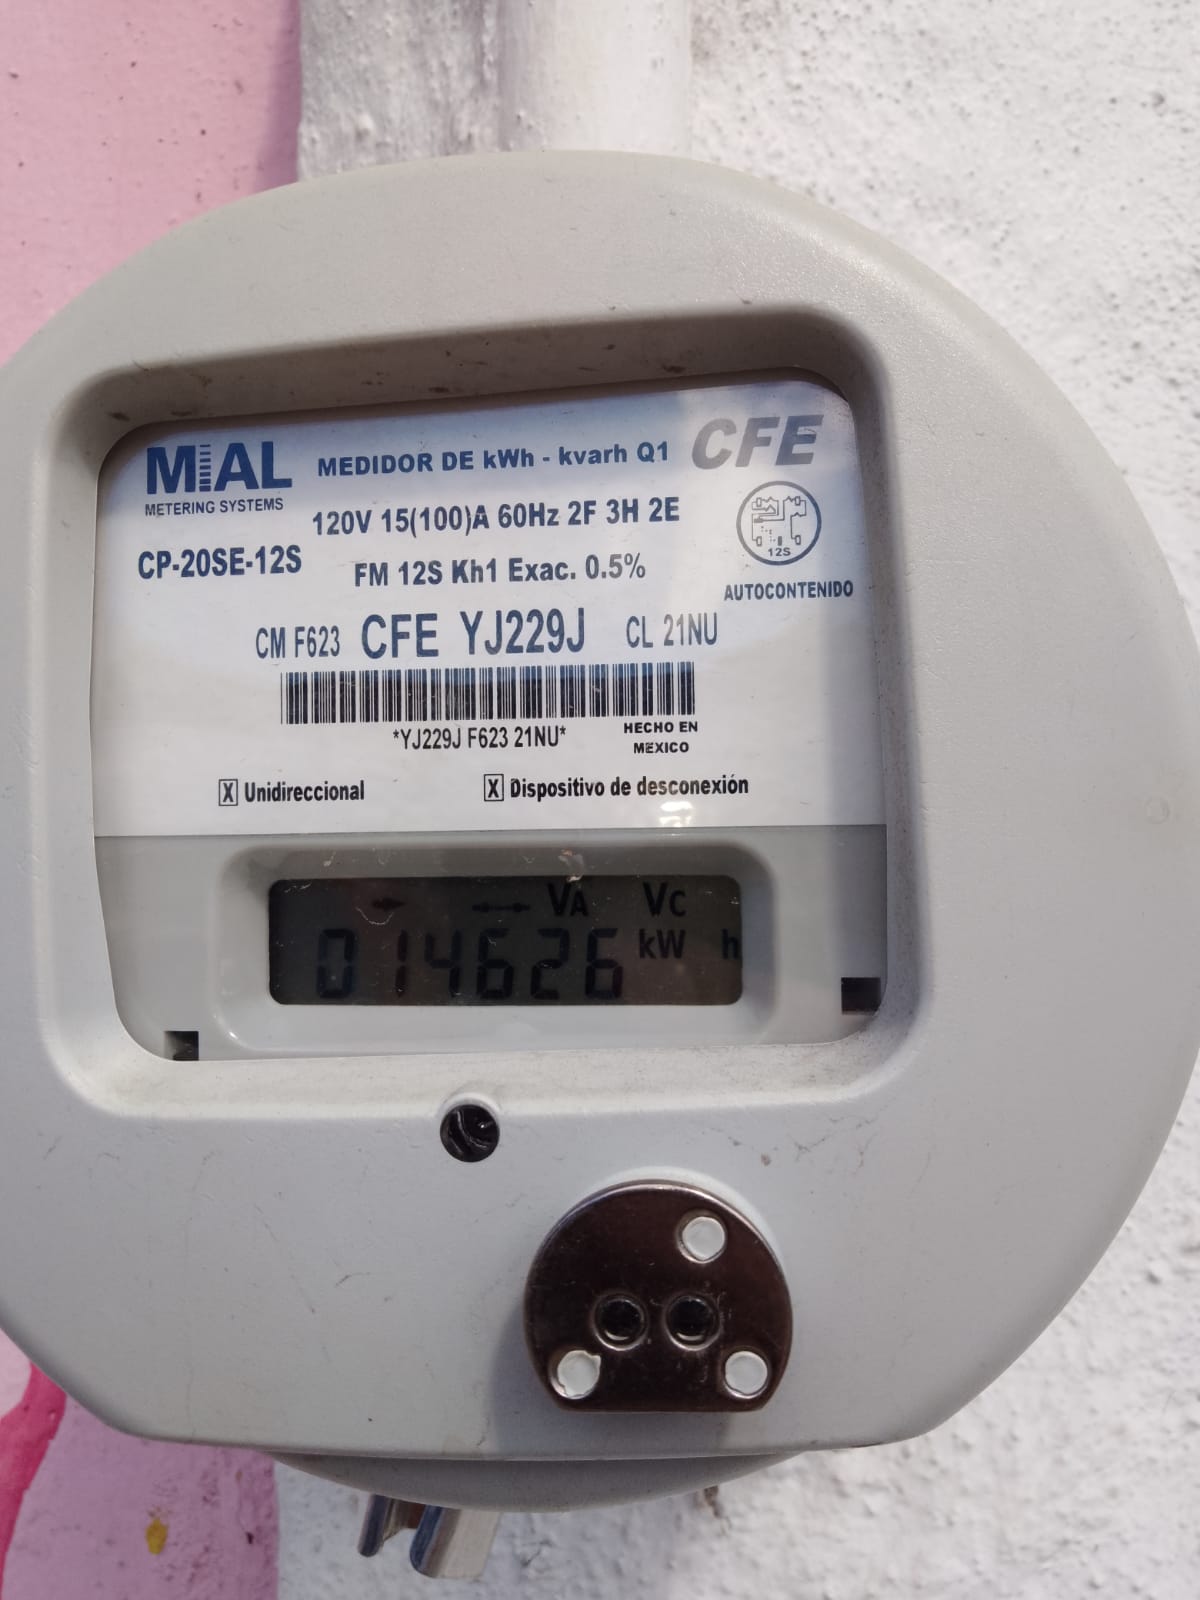 MIAL
METERING SYSTEMS
MEDIDOR DE kWh - kvarh Q1
CFE
120V 15(100)A 60Hz 2F 3H 2E
CP-20SE-12S
FM 12S Kh1 Exac. 0.5%
12S
AUTOCONTENIDO
CM F623 CFE YJ229J CL 21NU
*YJ229J F623 21NU*
HECHO EN
MEXICO
X Unidireccional
X Dispositivo de desconexión
VA VC
014626 kW h